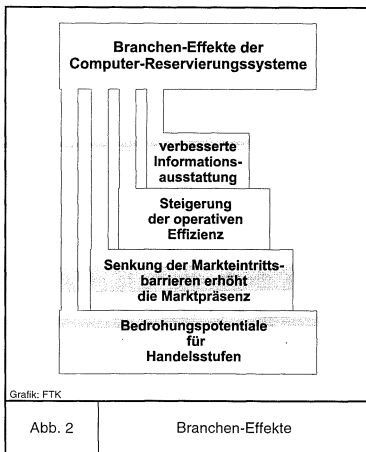 Branchen-Effekte der
Computer-Reservierungssysteme
verbesserte
Informations-
ausstattung
Steigerung
der operativen
Effizienz
Senkung der Markteintritts-
barrieren erhöht
die Marktpräsenz
Bedrohungspotentiale
für
Handelsstufen
Grafik: FTK
Abb. 2
Branchen-Effekte